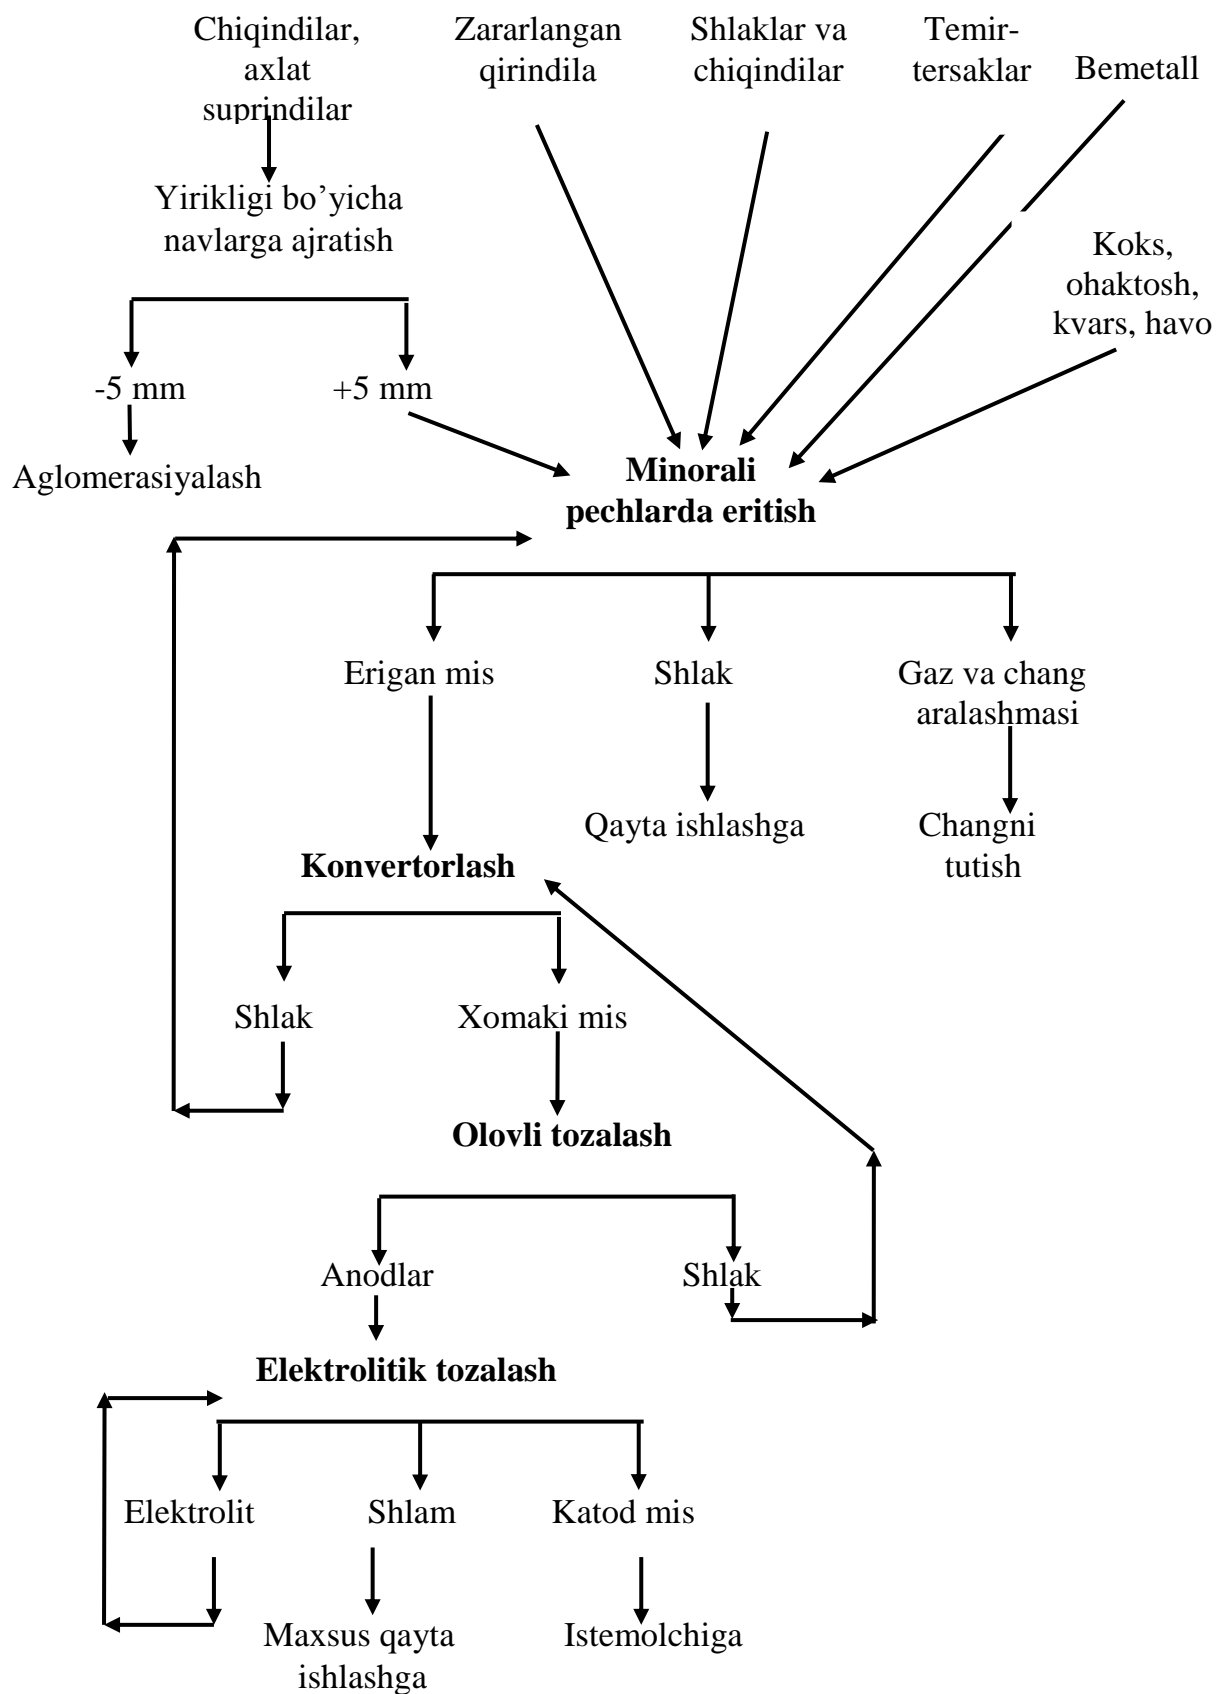 Chiqindilar,
axlat
suprindilar
Zararlangan
qirindila
Shlaklar va
chiqindilar
Temir-
tersaklar
Bemetall
Yirikligi bo’yicha
navlarga ajratish
Koks,
ohaktosh,
kvars, havo
-5 mm
+5 mm
Aglomerasiyalash
Minorali
pechlarda eritish
Erigan mis
Shlak
Gaz va chang
aralashmasi
Qayta ishlashga
Changni
tutish
Konvertorlash
Shlak
Xomaki mis
Olovli tozalash
Anodlar
Shlak
Elektrolitik tozalash
Elektrolit
Shlam
Katod mis
Maxsus qayta
ishlashga
Istemolchiga